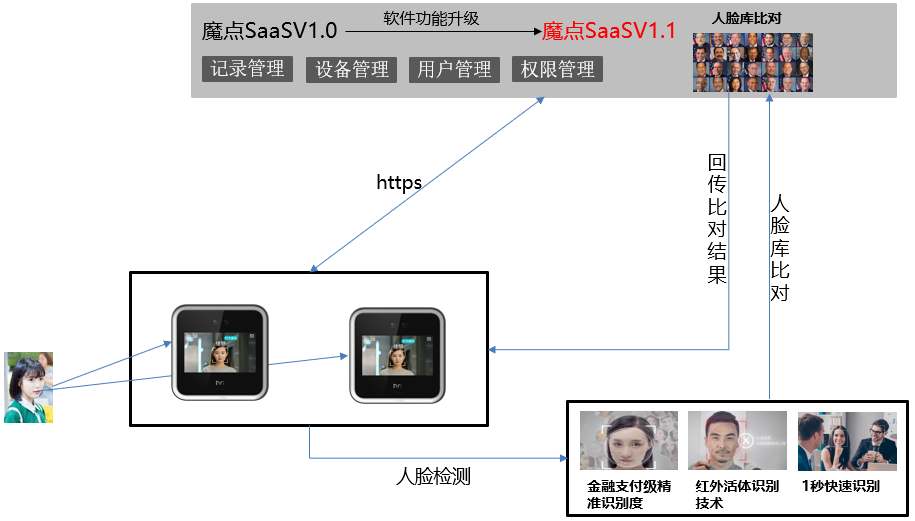 魔点SaaSV1.0
软件功能升级
魔点SaaSV1.1
人脸库比对
记录管理
设备管理
用户管理
权限管理
https
回传比对结果
人脸库比对
人脸检测
金融支付级精
准识别度
红外活体识别
技术
1秒快速识别